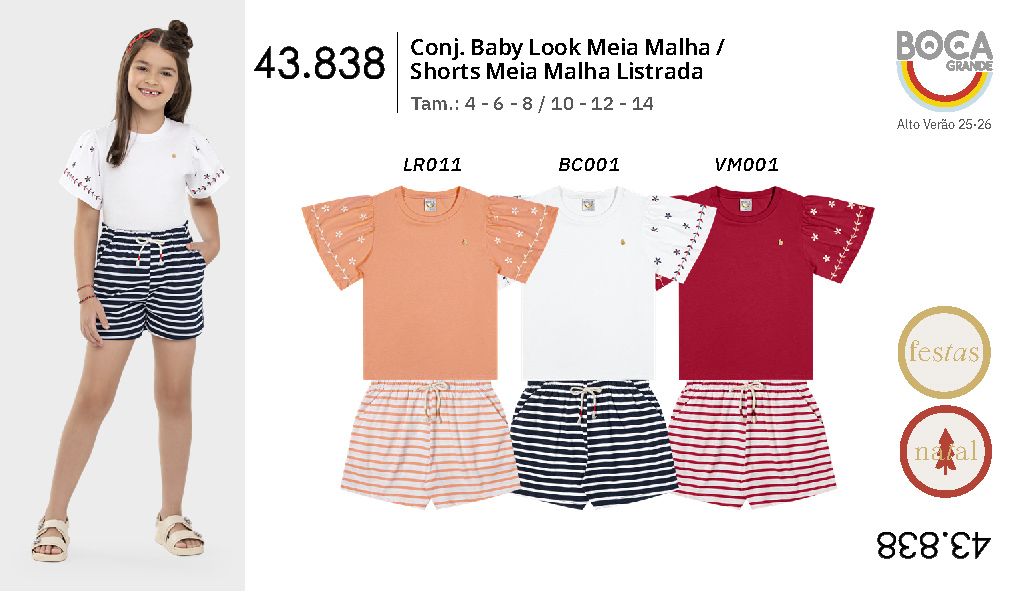 43.838
Conj. Baby Look Meia Malha /
Shorts Meia Malha Listrada
Tam.: 4 - 6 - 8 / 10 - 12 - 14
BOCA
GRANDE
Alto Verão 25-26
LR011
BC001
VM001
festas
natal
43.838